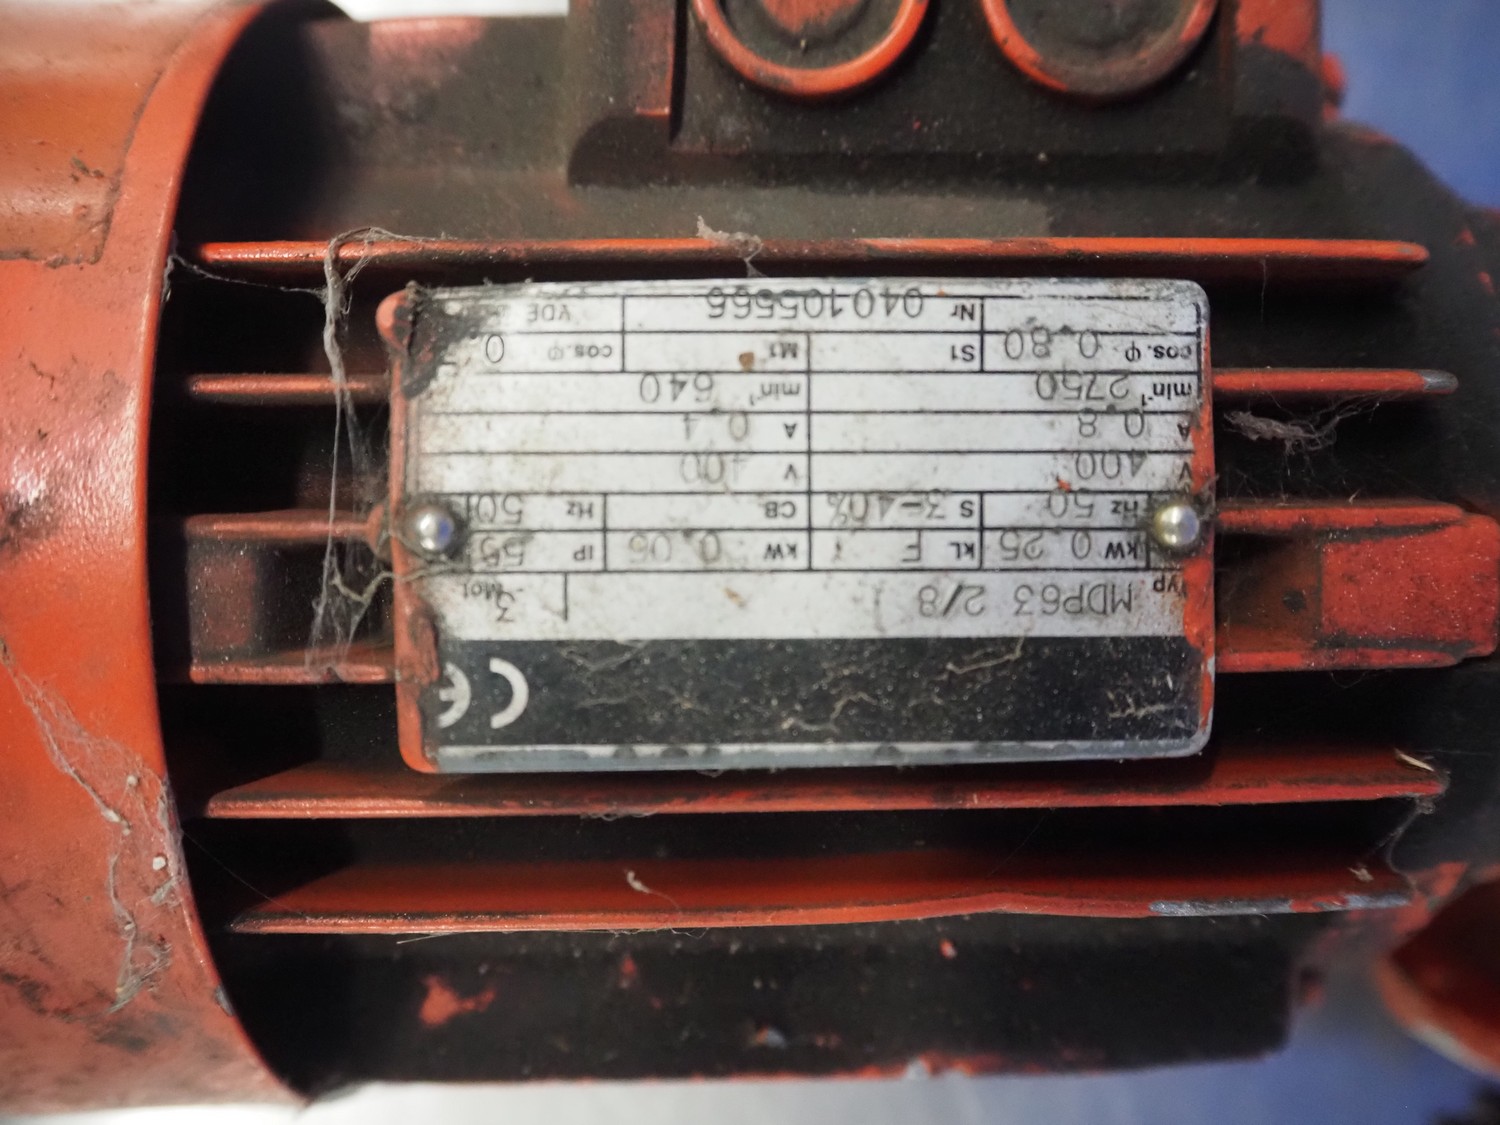 CE
Typ MDP63 2/8 3 Mot.
kW 0.25 KL F kW 0.06 IP 55
Hz 50 S 3-40% CB Hz 50
V 400 V 400
A 0.8 A 0.4
min-1 2750 min-1 640
cos.φ 0.80 S1 M1 cos.φ 0
Nr 040105566 VDE